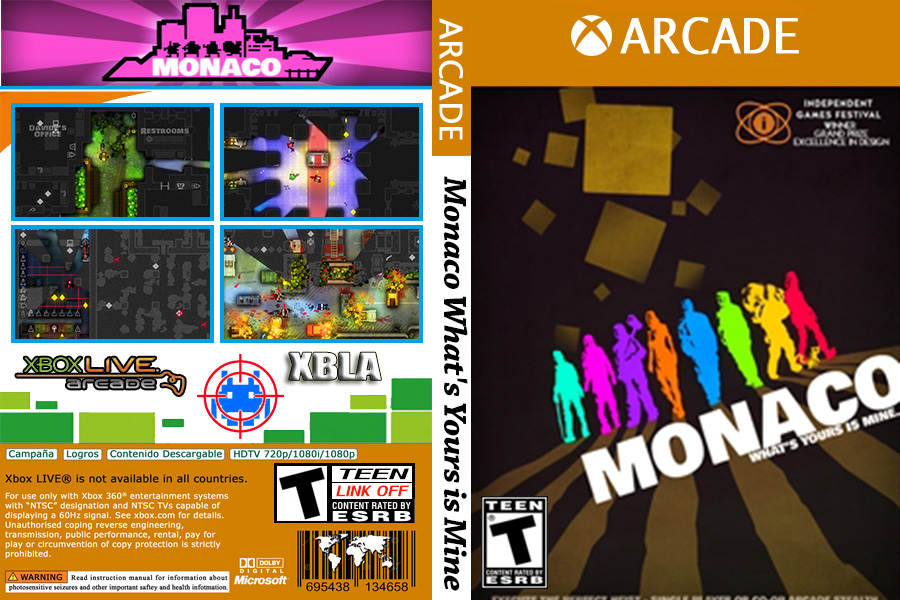 MONACO
DAVIDE'S OFFICE
RESTROOMS
XBOX LIVE
arcade
XBLA
Campaña Logros Contenido Descargable HDTV 720p/1080i/1080p
Xbox LIVE® is not available in all countries.
For use only with Xbox 360® entertainment systems
with "NTSC" designation and NTSC TVs capable of
displaying a 60Hz signal. See xbox.com for details.
Unauthorised coping reverse engineering,
transmission, public performance, rental, pay for
play or circumvention of copy protection is strictly
prohibited.
WARNING Read instruction manual for information about
photosensitive seizures and other important saftey and health infotmation.
T
TEEN
LINK OFF
CONTENT RATED BY
ESRB
DOLBY
DIGITAL
Microsoft
695438 134658
ARCADE
Monaco What's Yours is Mine
ARCADE
INDEPENDENT
GAMES FESTIVAL
WINNER
GRAND PRIZE
EXCELLENCE IN DESIGN
MONACO
WHAT'S YOURS IS MINE
TEEN
T
CONTENT RATED BY
ESRB